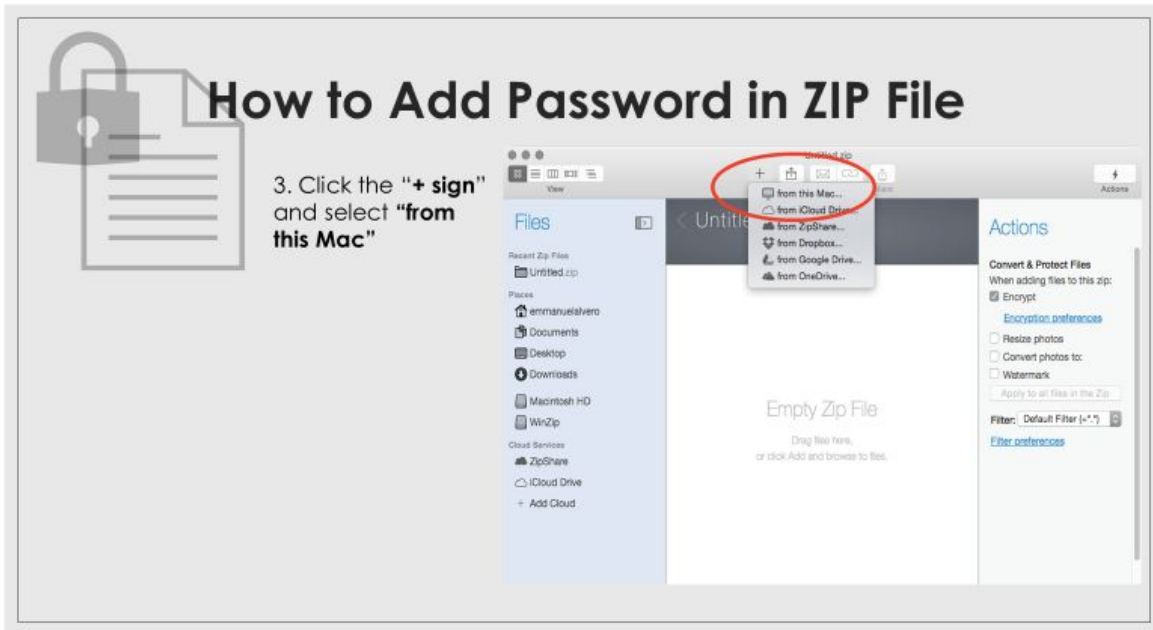 How to Add Password in ZIP File
3. Click the “+ sign”
and select “from
this Mac”
Untitled.zip
View
Actions
from this Mac...
from iCloud Drive...
from ZipShare...
from Dropbox...
from Google Drive...
from OneDrive...
Files
Recent Zip Files
Untitled.zip
Places
emmanuelalvero
Documents
Desktop
Downloads
Macintosh HD
WinZip
Cloud Services
ZipShare
iCloud Drive
+ Add Cloud
Empty Zip File
Drag files here,
or click Add and browse to files.
Actions
Convert & Protect Files
When adding files to this zip:
Encrypt
Encryption preferences
Resize photos
Convert photos to:
Watermark
Apply to all files in the Zip
Filter: Default Filter (="*.*")
Filter preferences